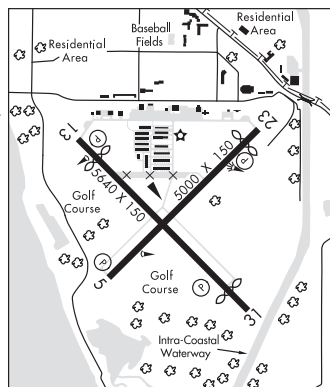 Residential
Area
Baseball
Fields
Residential
Area
13
23
P
P
5640 X 150
5000 X 150
Golf
Course
5
P
Golf
Course
P
31
Intra-Coastal
Waterway